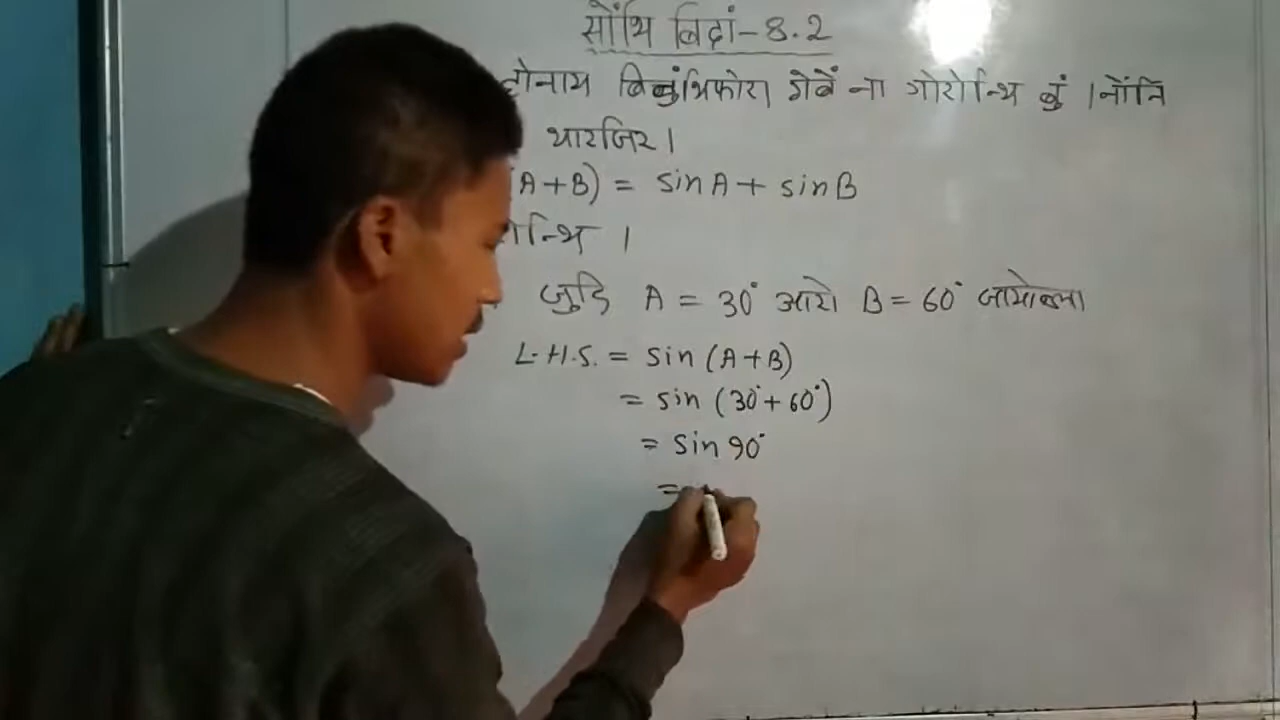 सोंथि बिदां-8.2
गेबें ना गोरोन्थि बुं । नोंनि
थारजिर ।
A+B) = sinA + sinB
न्थि ।
जुदि A = 30° आरो B = 60° जायोब्ला
L.H.S. = sin (A+B)
= sin (30°+60°)
= sin 90°
=